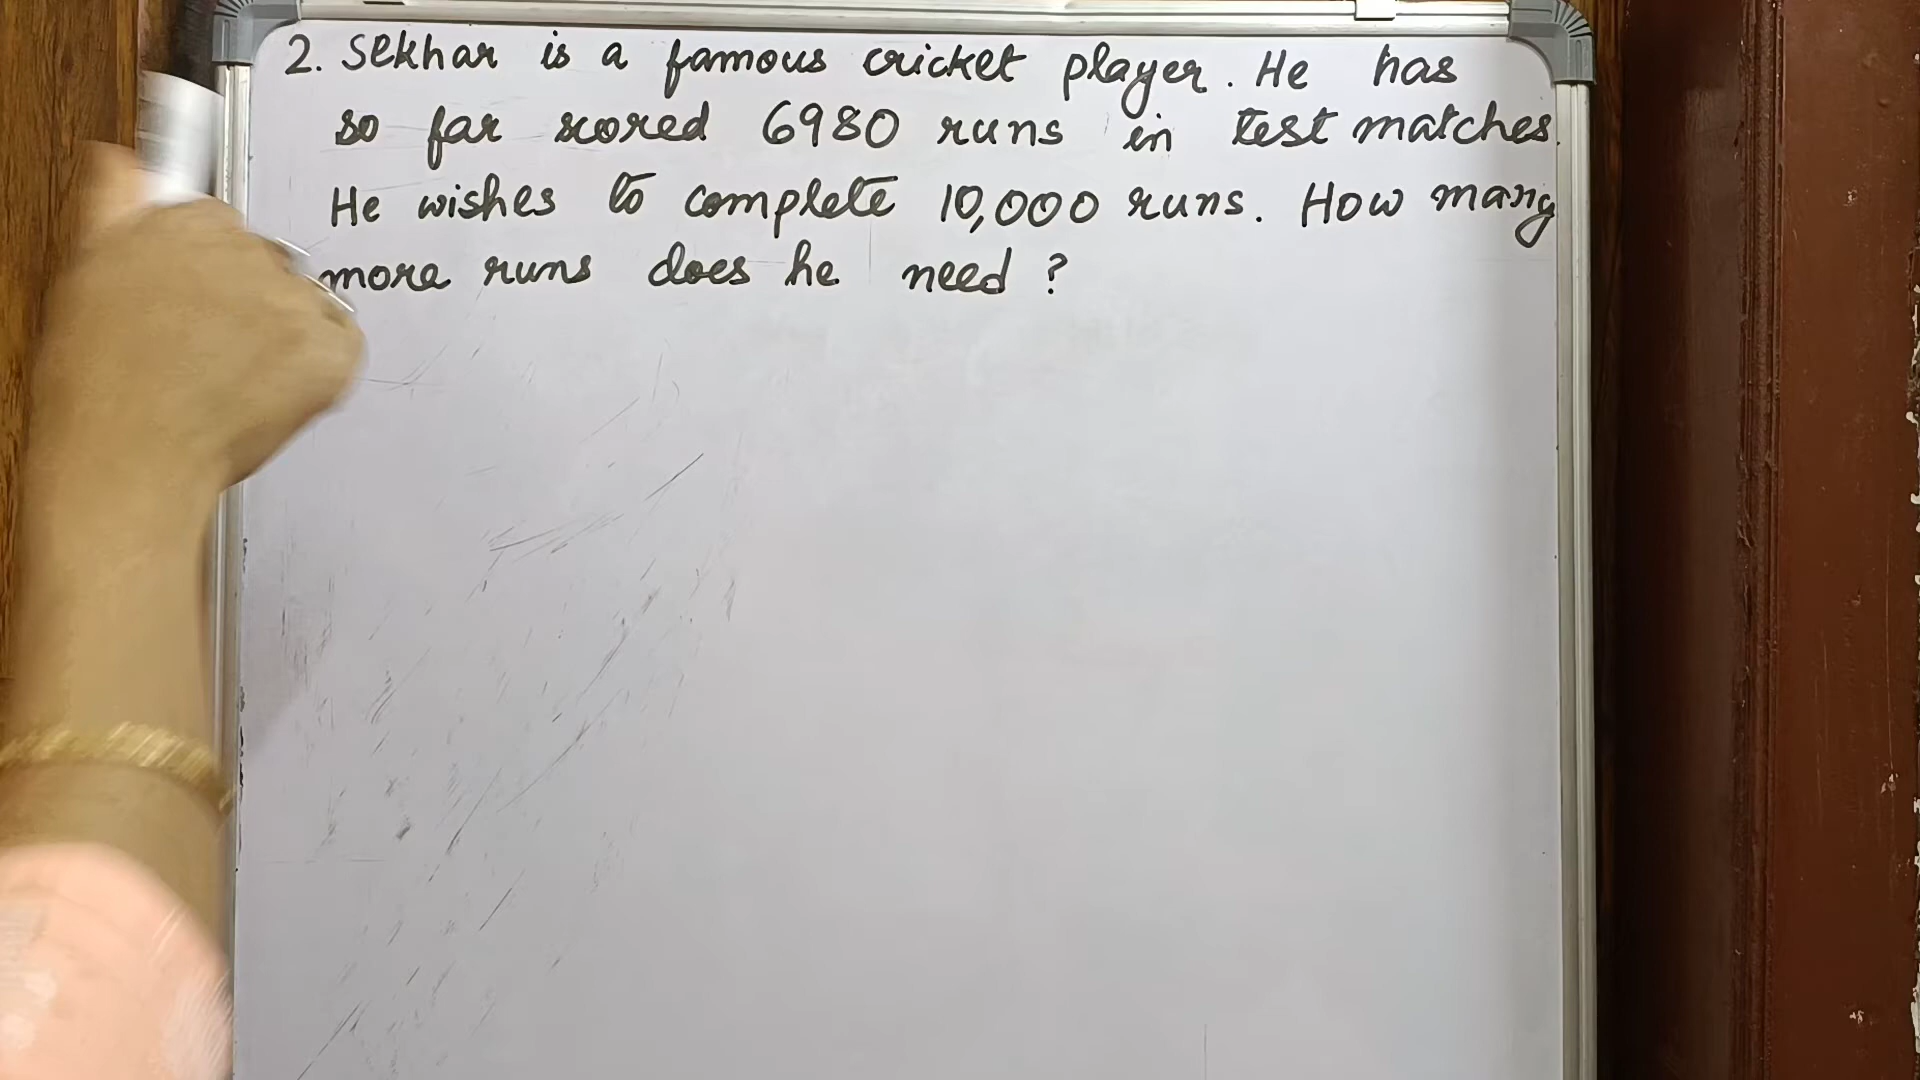 2. Sekhar is a famous cricket player. He has
so far scored 6980 runs in test matches.
He wishes to complete 10,000 runs. How many
more runs does he need ?